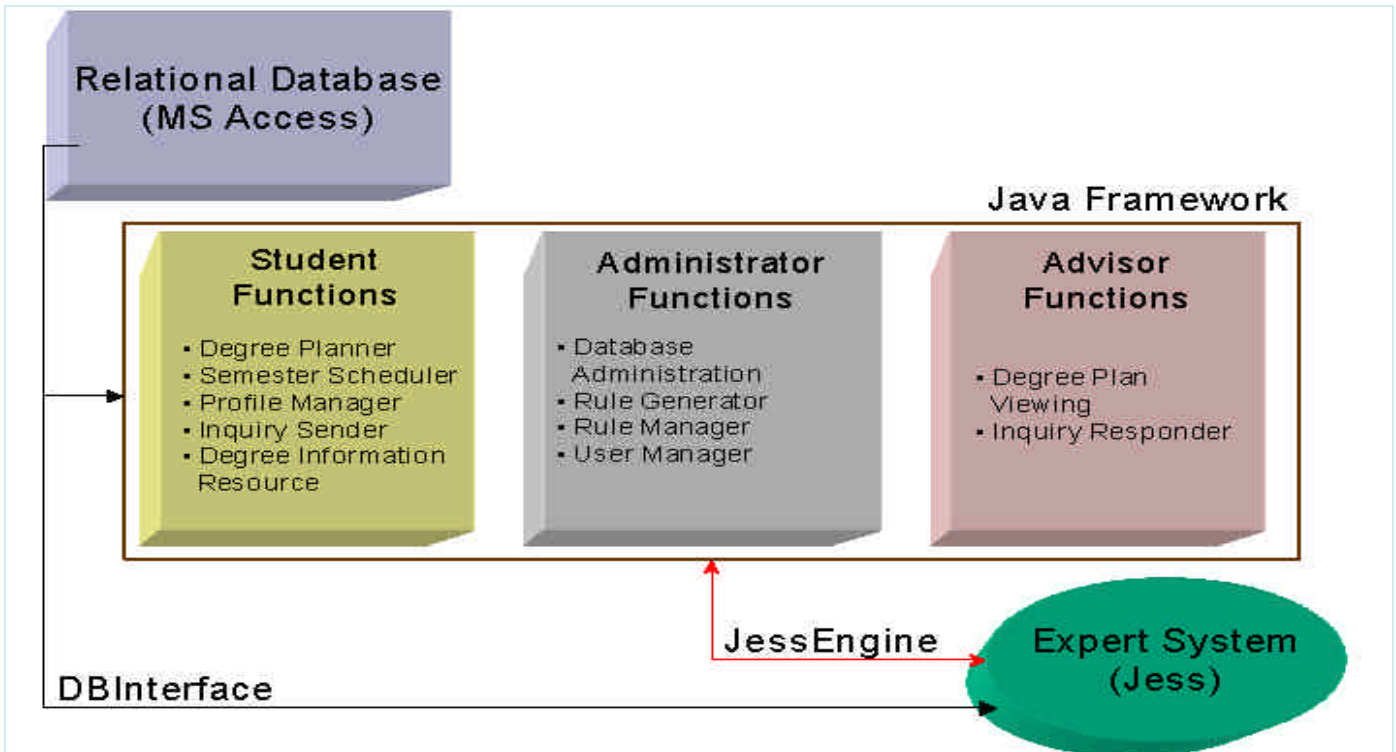 Relational Database
(MS Access)
Java Framework
Student
Functions
▪ Degree Planner
▪ Semester Scheduler
▪ Profile Manager
▪ Inquiry Sender
▪ Degree Information
Resource
Administrator
Functions
▪ Database
Administration
▪ Rule Generator
▪ Rule Manager
▪ User Manager
Advisor
Functions
▪ Degree Plan
Viewing
▪ Inquiry Responder
JessEngine
Expert System
(Jess)
DBInterface